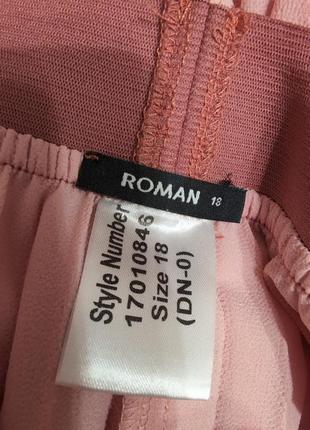 ROMAN 18
Style Number
17010846
Size 18
(DN-0)